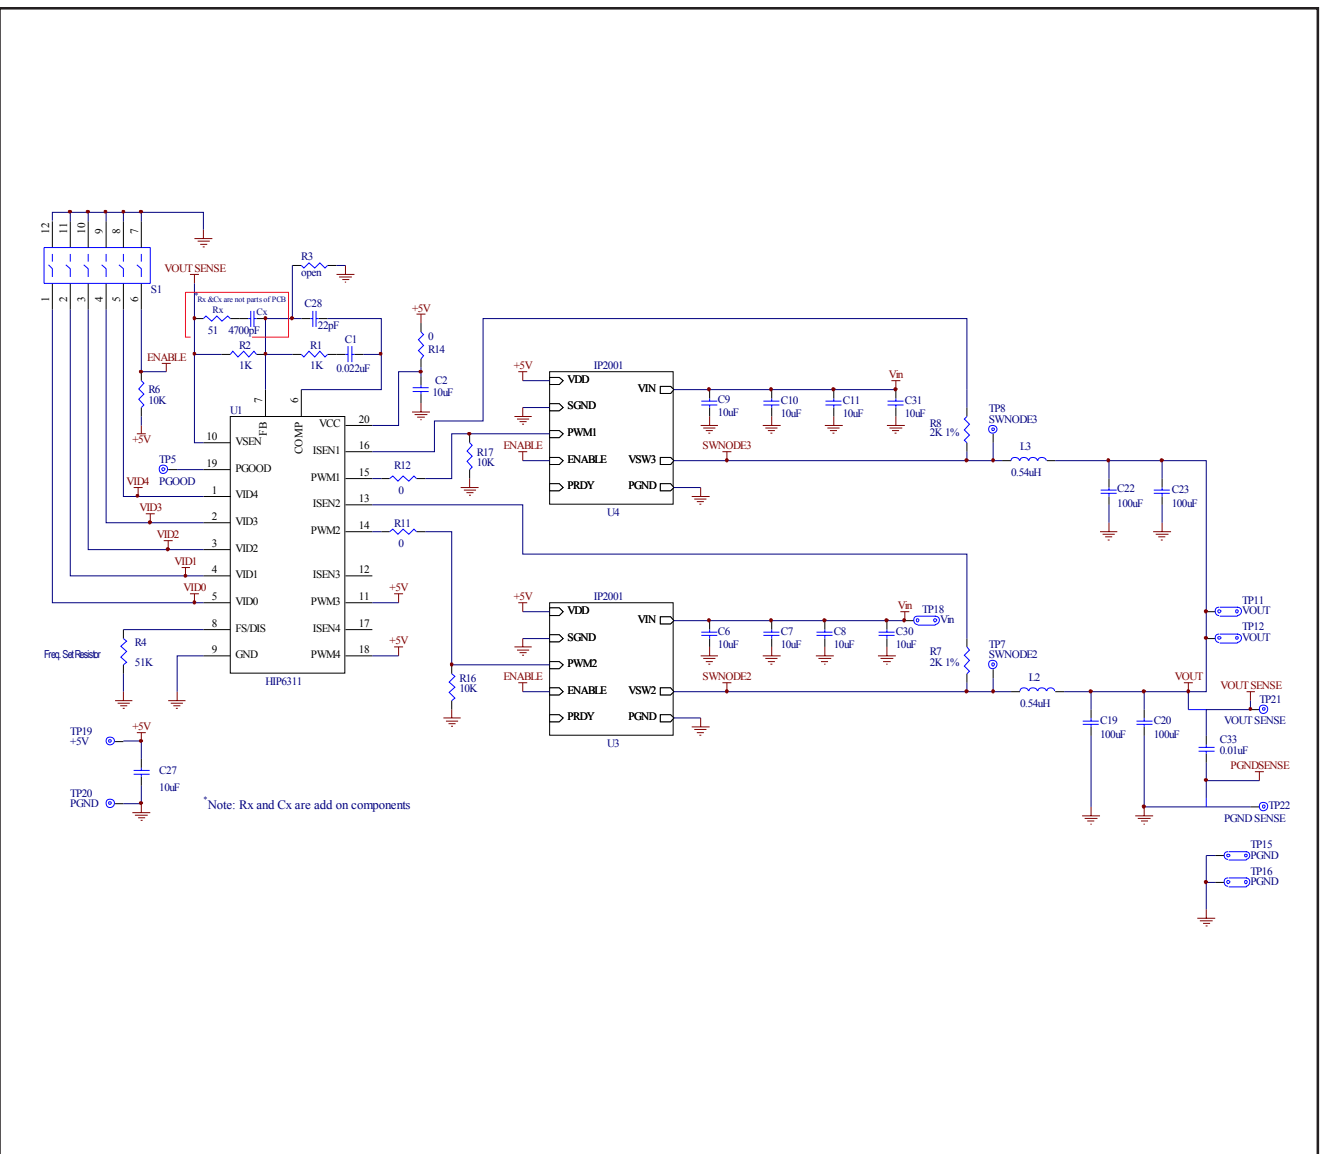 12
11
10
9
8
7
S1
1
2
3
4
5
6
VOUT SENSE
R3
open
*Rx &Cx are not parts of PCB
Rx
51
Cx
4700pF
C28
22pF
R2
1K
R1
1K
C1
0.022uF
ENABLE
R6
10K
+5V
+5V
0
R14
C2
10uF
U1
7
FB
6
COMP
10
VSEN
19
PGOOD
1
VID4
2
VID3
3
VID2
4
VID1
5
VID0
8
FS/DIS
9
GND
VCC
20
ISEN1
16
PWM1
15
ISEN2
13
PWM2
14
ISEN3
12
PWM3
11
ISEN4
17
PWM4
18
HIP6311
TP5
PGOOD
VID4
VID3
VID2
VID1
VID0
R4
51K
Freq. Set Resistor
+5V
+5V
R12
0
R11
0
R17
10K
R16
10K
IP2001
+5V
VDD
SGND
PWM1
ENABLE
ENABLE
PRDY
VIN
VSW3
PGND
U4
C9
10uF
C10
10uF
C11
10uF
C31
10uF
Vin
SWNODE3
R8
2K 1%
TP8
SWNODE3
L3
0.54uH
C22
100uF
C23
100uF
IP2001
+5V
VDD
SGND
PWM2
ENABLE
ENABLE
PRDY
VIN
VSW2
PGND
U3
C6
10uF
C7
10uF
C8
10uF
C30
10uF
Vin
TP18
Vin
SWNODE2
R7
2K 1%
TP7
SWNODE2
L2
0.54uH
C19
100uF
C20
100uF
TP11
VOUT
TP12
VOUT
VOUT
VOUT SENSE
TP21
VOUT SENSE
C33
0.01uF
PGNDSENSE
TP22
PGND SENSE
TP15
PGND
TP16
PGND
TP19
+5V
+5V
C27
10uF
TP20
PGND
*Note: Rx and Cx are add on components